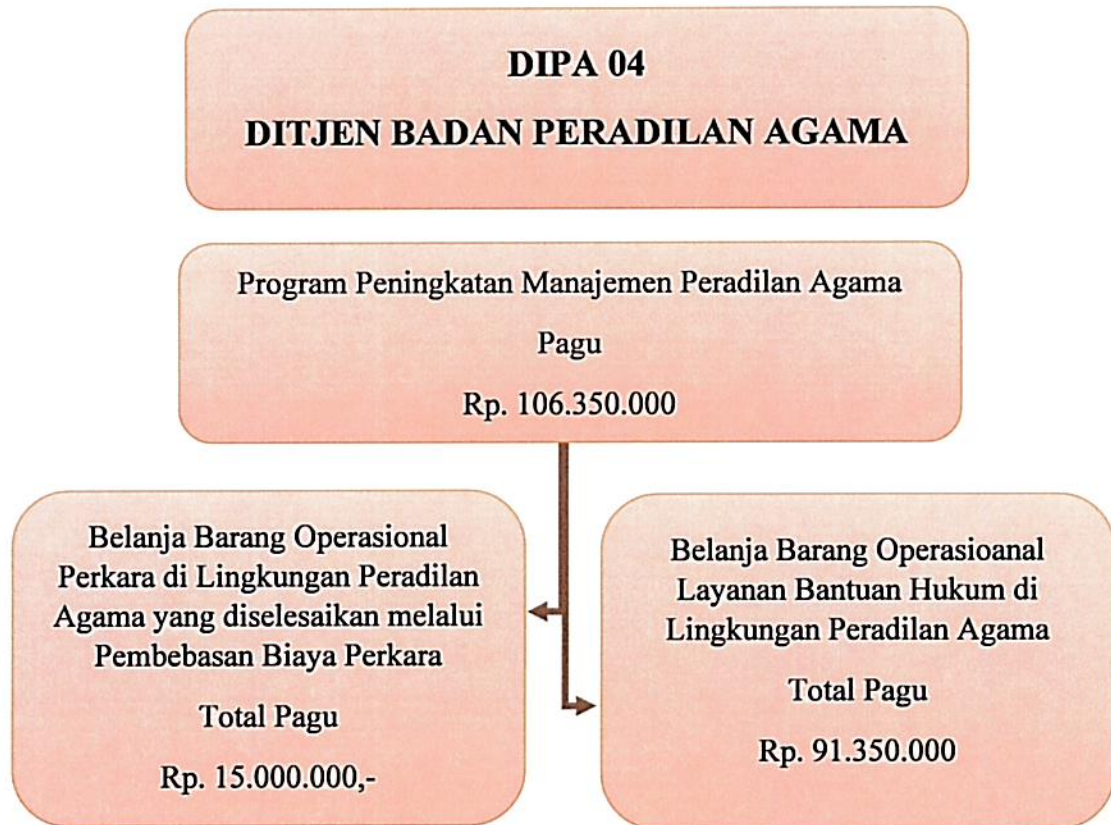 DIPA 04
DITJEN BADAN PERADILAN AGAMA
Program Peningkatan Manajemen Peradilan Agama
Pagu
Rp. 106.350.000
Belanja Barang Operasional
Perkara di Lingkungan Peradilan
Agama yang diselesaikan melalui
Pembebasan Biaya Perkara
Total Pagu
Rp. 15.000.000,-
Belanja Barang Operasioanal
Layanan Bantuan Hukum di
Lingkungan Peradilan Agama
Total Pagu
Rp. 91.350.000